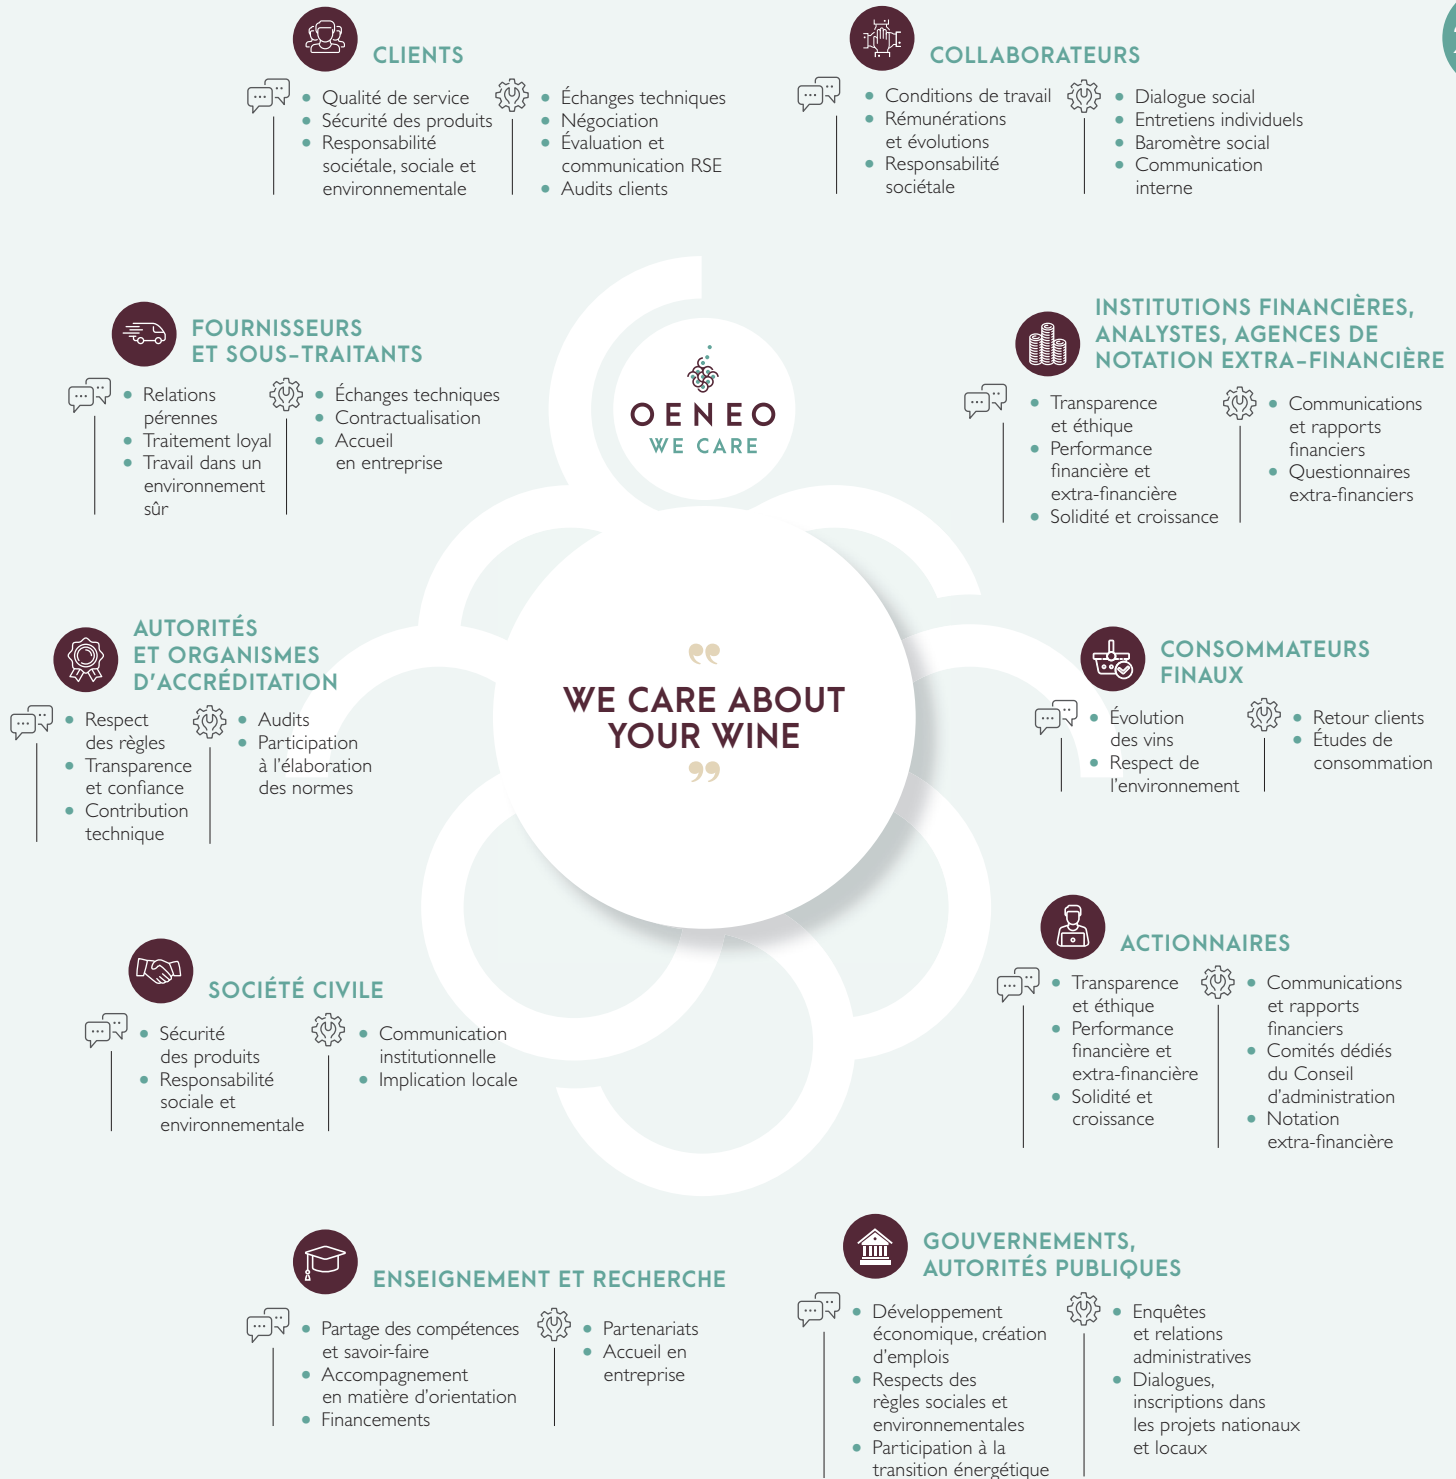 CLIENTS
• Qualité de service
• Sécurité des produits
• Responsabilité
sociétale, sociale et
environnementale
• Échanges techniques
• Négociation
• Évaluation et
communication RSE
• Audits clients
COLLABORATEURS
• Conditions de travail
• Rémunérations
et évolutions
• Responsabilité
sociétale
• Dialogue social
• Entretiens individuels
• Baromètre social
• Communication
interne
FOURNISSEURS
ET SOUS-TRAITANTS
• Relations
pérennes
• Traitement loyal
• Travail dans un
environnement
sûr
• Échanges techniques
• Contractualisation
• Accueil
en entreprise
OENEO
WE CARE
INSTITUTIONS FINANCIÈRES,
ANALYSTES, AGENCES DE
NOTATION EXTRA-FINANCIÈRE
• Transparence
et éthique
• Performance
financière et
extra-financière
• Solidité et croissance
• Communications
et rapports
financiers
• Questionnaires
extra-financiers
AUTORITÉS
ET ORGANISMES
D'ACCRÉDITATION
• Respect
des règles
• Transparence
et confiance
• Contribution
technique
• Audits
• Participation
à l'élaboration
des normes
"
WE CARE ABOUT
YOUR WINE
"
CONSOMMATEURS
FINAUX
• Évolution
des vins
• Respect de
l'environnement
• Retour clients
• Études de
consommation
SOCIÉTÉ CIVILE
• Sécurité
des produits
• Responsabilité
sociale et
environnementale
• Communication
institutionnelle
• Implication locale
ACTIONNAIRES
• Transparence
et éthique
• Performance
financière et
extra-financière
• Solidité et
croissance
• Communications
et rapports
financiers
• Comités dédiés
du Conseil
d'administration
• Notation
extra-financière
ENSEIGNEMENT ET RECHERCHE
• Partage des compétences
et savoir-faire
• Accompagnement
en matière d'orientation
• Financements
• Partenariats
• Accueil en
entreprise
GOUVERNEMENTS,
AUTORITÉS PUBLIQUES
• Développement
économique, création
d'emplois
• Respects des
règles sociales et
environnementales
• Participation à la
transition énergétique
• Enquêtes
et relations
administratives
• Dialogues,
inscriptions dans
les projets nationaux
et locaux